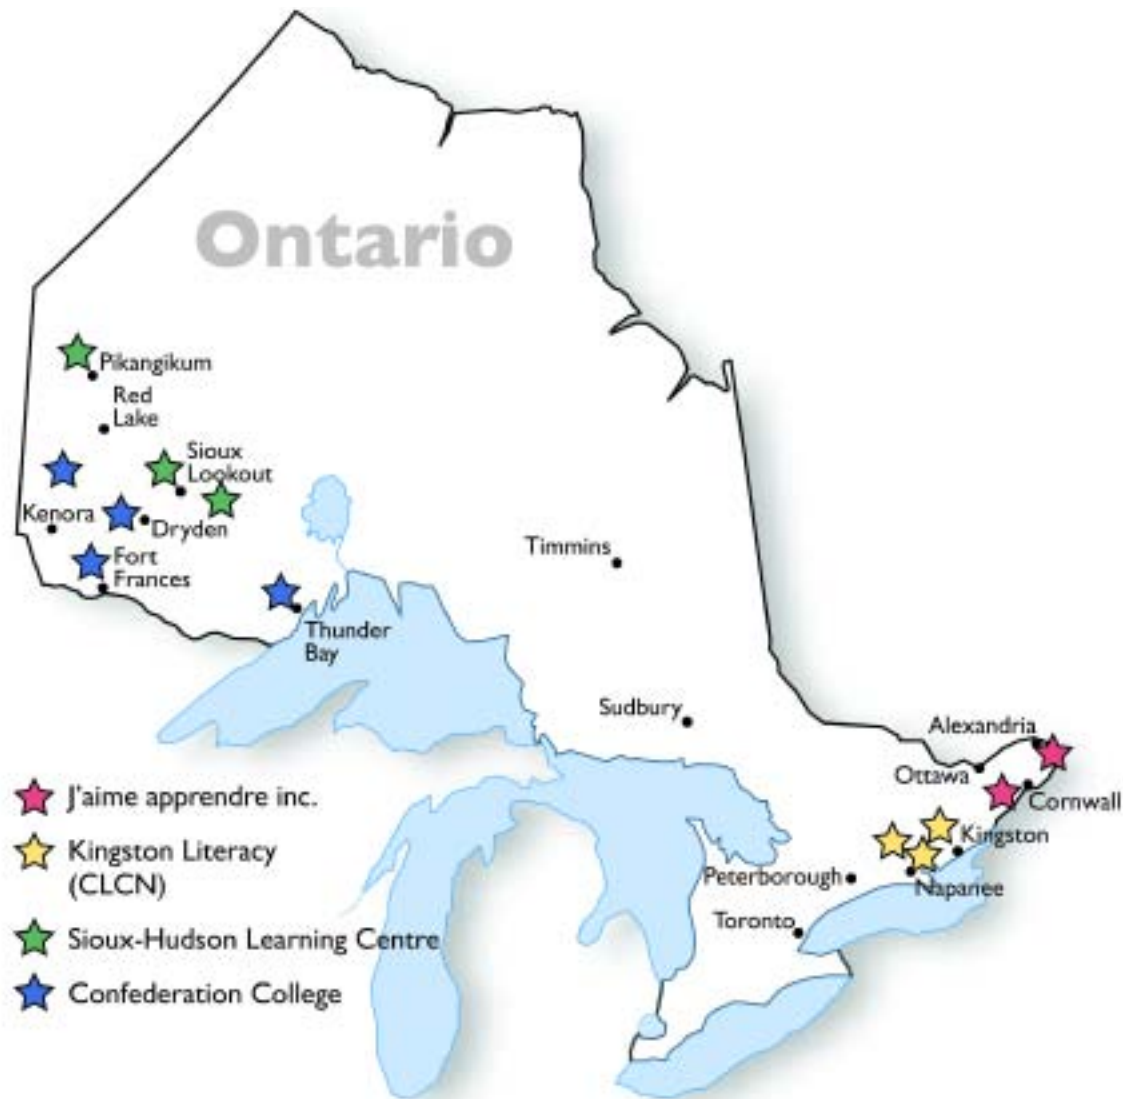 Ontario
Pikangikum
Red
Lake
Sioux
Lookout
Kenora
Dryden
Fort
Frances
Thunder
Bay
Timmins
Sudbury
Alexandria
Ottawa
Cornwall
Kingston
Napanee
Peterborough
Toronto
J'aime apprendre inc.
Kingston Literacy
(CLCN)
Sioux-Hudson Learning Centre
Confederation College